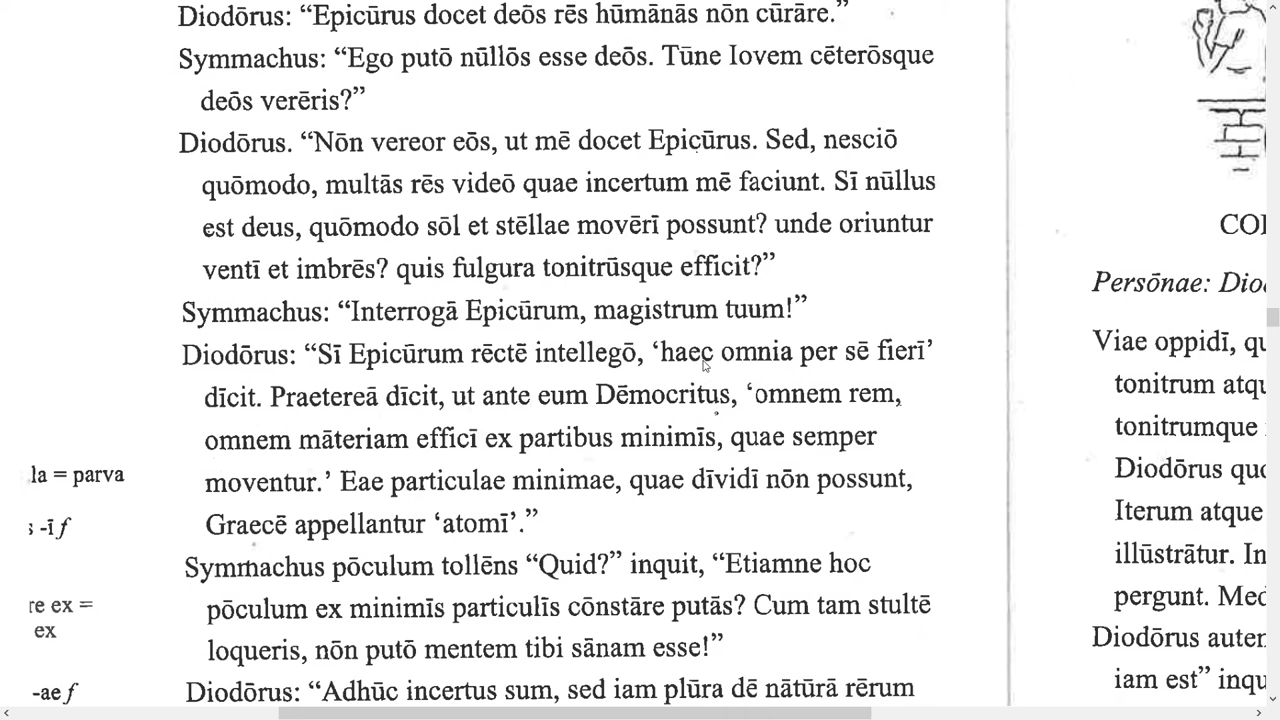 Diodōrus: “Epicūrus docet deōs rēs hūmānās nōn cūrāre.”
Symmachus: “Ego putō nūllōs esse deōs. Tūne Iovem cēterōsque
deōs verēris?”
Diodōrus. “Nōn vereor eōs, ut mē docet Epicūrus. Sed, nesciō
quōmodo, multās rēs videō quae incertum mē faciunt. Sī nūllus
est deus, quōmodo sōl et stēllae movērī possunt? unde oriuntur
ventī et imbrēs? quis fulgura tonitrūsque efficit?”
Symmachus: “Interrogā Epicūrum, magistrum tuum!”
Diodōrus: “Sī Epicūrum rēctē intellegō, ‘haec omnia per sē fierī’
dīcit. Praetereā dīcit, ut ante eum Dēmocritus, ‘omnem rem,
omnem māteriam efficī ex partibus minimīs, quae semper
moventur.’ Eae particulae minimae, quae dīvidī nōn possunt,
Graecē appellantur ‘atomī’.”
Symmachus pōculum tollēns “Quid?” inquit, “Etiamne hoc
pōculum ex minimīs particulīs cōnstāre putās? Cum tam stultē
loqueris, nōn putō mentem tibi sānam esse!”
Diodōrus: “Adhūc incertus sum, sed iam plūra dē nātūrā rērum
la = parva
-ī f
re ex =
ex
-ae f
COI
Persōnae: Dio
Viae oppidī, qu
tonitrum atqu
tonitrumque
Diodōrus quo
Iterum atque
illūstrātur. In
pergunt. Med
Diodōrus auter
iam est” inqu